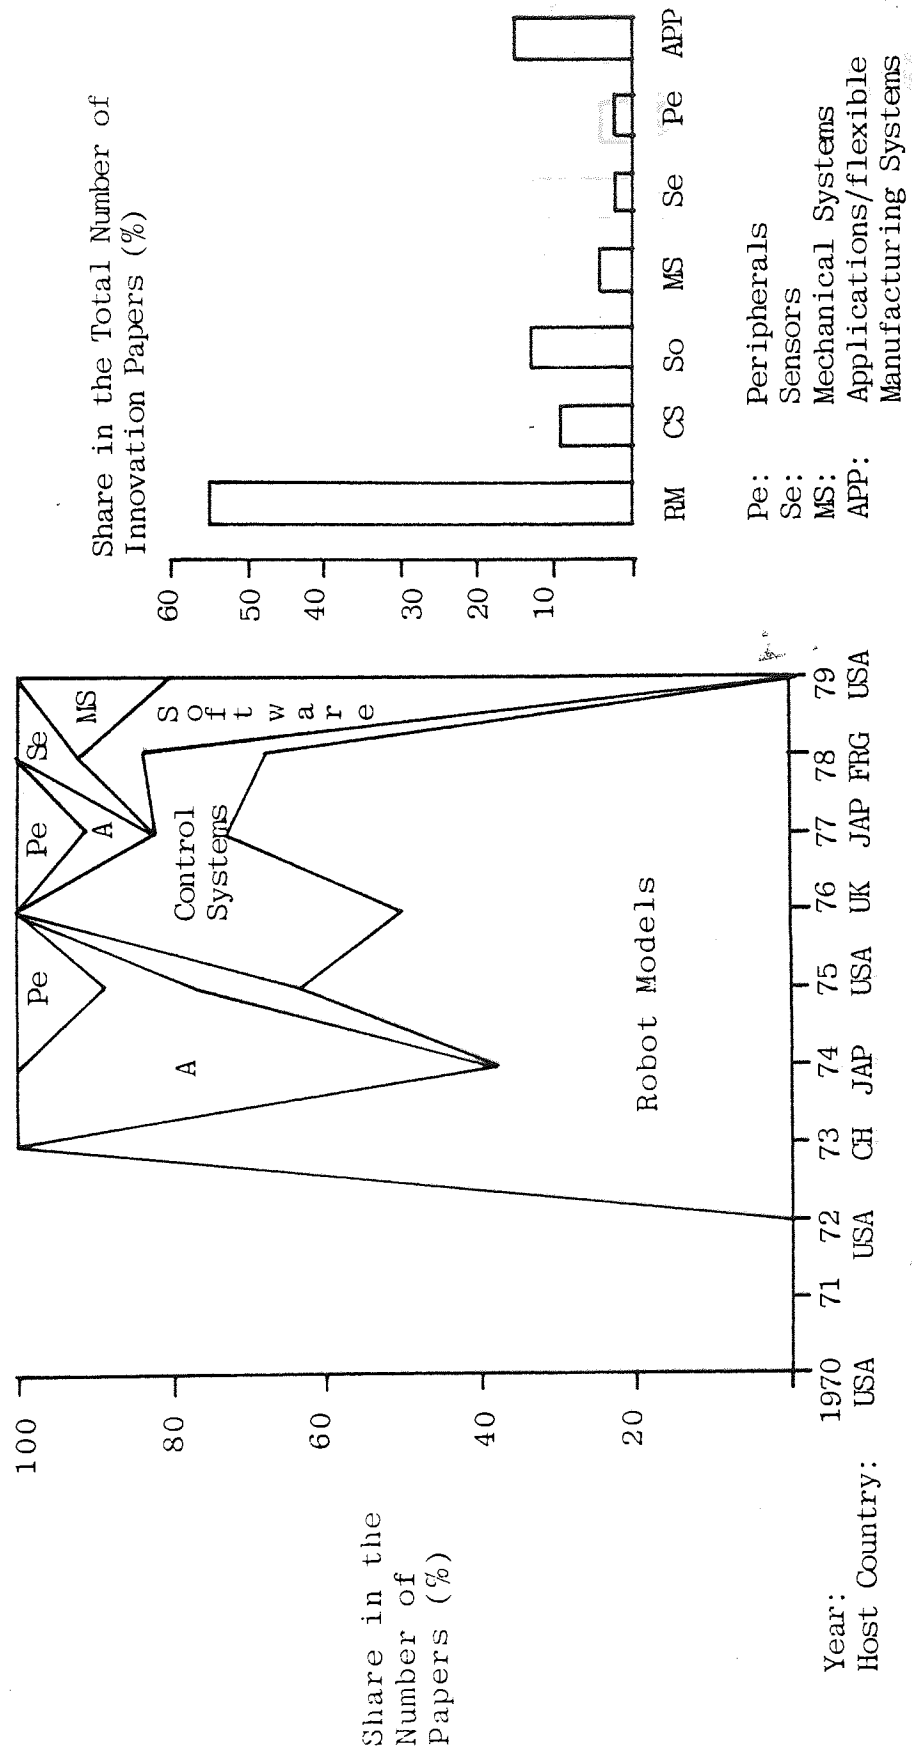 Share in the
Number of
Papers (%)
100
80
60
40
20
Pe
A
Pe
A
Se
MS
Control
Systems
Software
Robot Models
Year: 1970 71 72 73 74 75 76 77 78 79
Host Country: USA USA CH JAP USA UK JAP FRG USA
Share in the Total Number of
Innovation Papers (%)
60
50
40
30
20
10
RM CS So MS Se Pe APP
Pe: Peripherals
Se: Sensors
MS: Mechanical Systems
APP: Applications/flexible
Manufacturing Systems